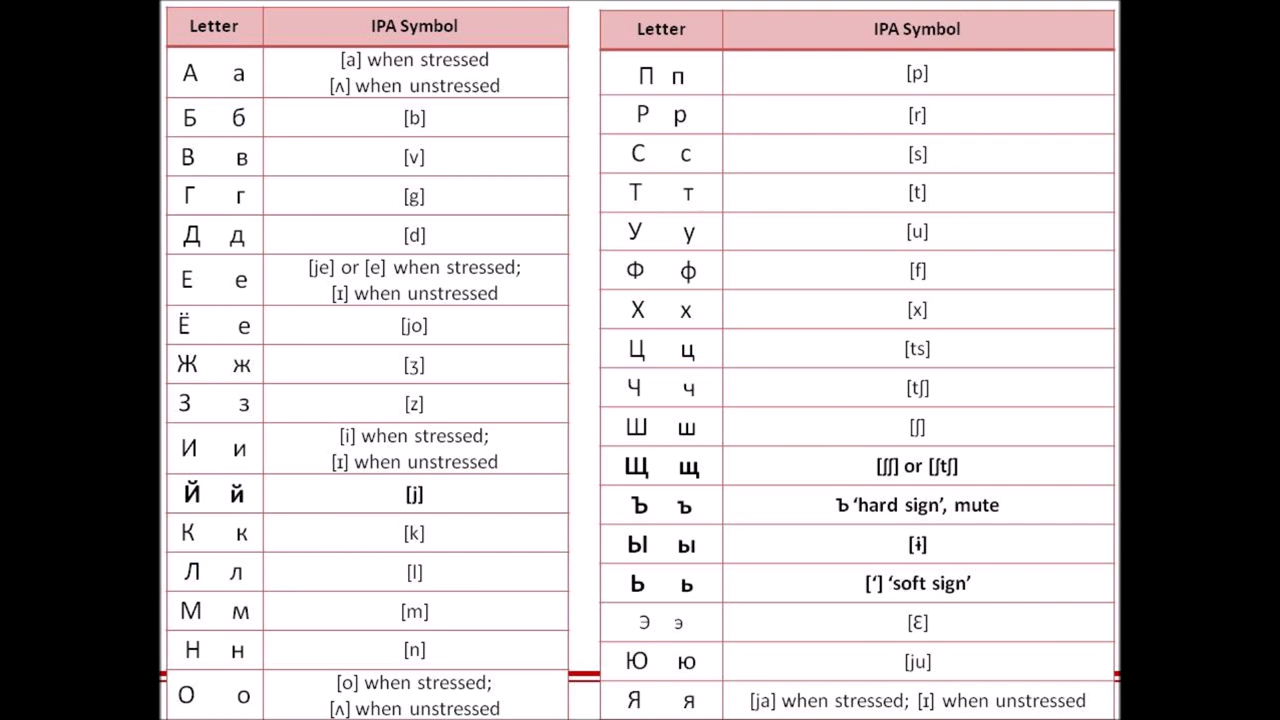 Letter IPA Symbol
А а [a] when stressed
[ʌ] when unstressed
Б б [b]
В в [v]
Г г [g]
Д д [d]
Е е [je] or [e] when stressed;
[ɪ] when unstressed
Ё е [jo]
Ж ж [ʒ]
З з [z]
И и [i] when stressed;
[ɪ] when unstressed
Й й [j]
К к [k]
Л л [l]
М м [m]
Н н [n]
О о [o] when stressed;
[ʌ] when unstressed
Letter IPA Symbol
П п [p]
Р р [r]
С с [s]
Т т [t]
У у [u]
Ф ф [f]
Х х [x]
Ц ц [ts]
Ч ч [tʃ]
Ш ш [ʃ]
Щ щ [ʃʃ] or [ʃtʃ]
Ъ ъ Ъ ‘hard sign’, mute
Ы ы [ɨ]
Ь ь [‘] ‘soft sign’
Э э [Ɛ]
Ю ю [ju]
Я я [ja] when stressed; [ɪ] when unstressed